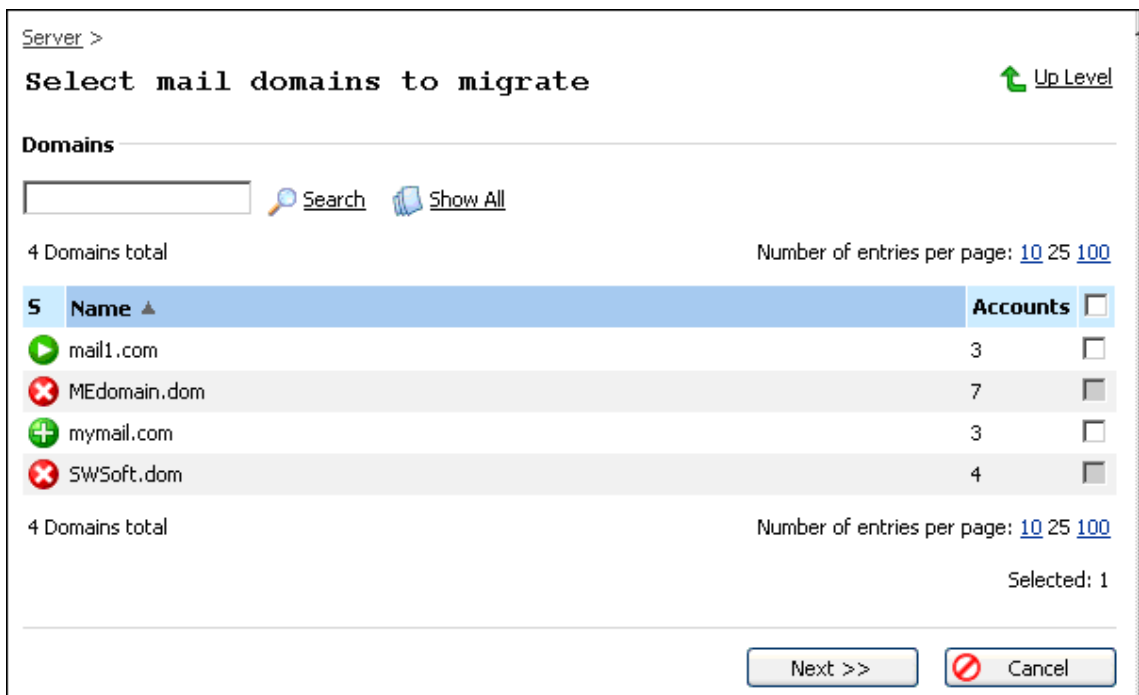 Server >
Select mail domains to migrate
Up Level
Domains
Search Show All
4 Domains total Number of entries per page: 10 25 100
S Name Accounts
mail1.com 3
MEdomain.dom 7
mymail.com 3
SWSoft.dom 4
4 Domains total Number of entries per page: 10 25 100
Selected: 1
Next >> Cancel